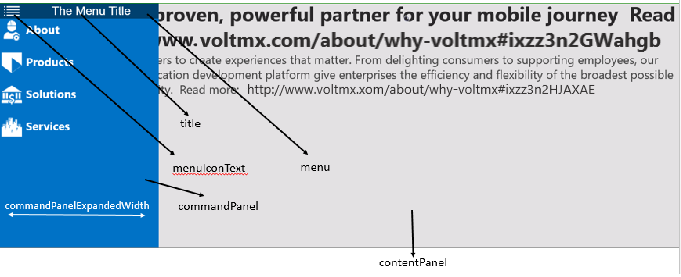 The Menu Title
proven, powerful partner for your mobile journey Read
ww.voltmx.com/about/why-voltmx#ixzz3n2GWahgb
About
ers to create experiences that matter. From delighting consumers to supporting employees, our
Products
cation development platform give enterprises the efficiency and flexibility of the broadest possible
ty. Read more: http://www.voltmx.com/about/why-voltmx#ixzz3n2HJAXAE
Solutions
Services
title
menuIconText
menu
commandPanelExpandedWidth
commandPanel
contentPanel